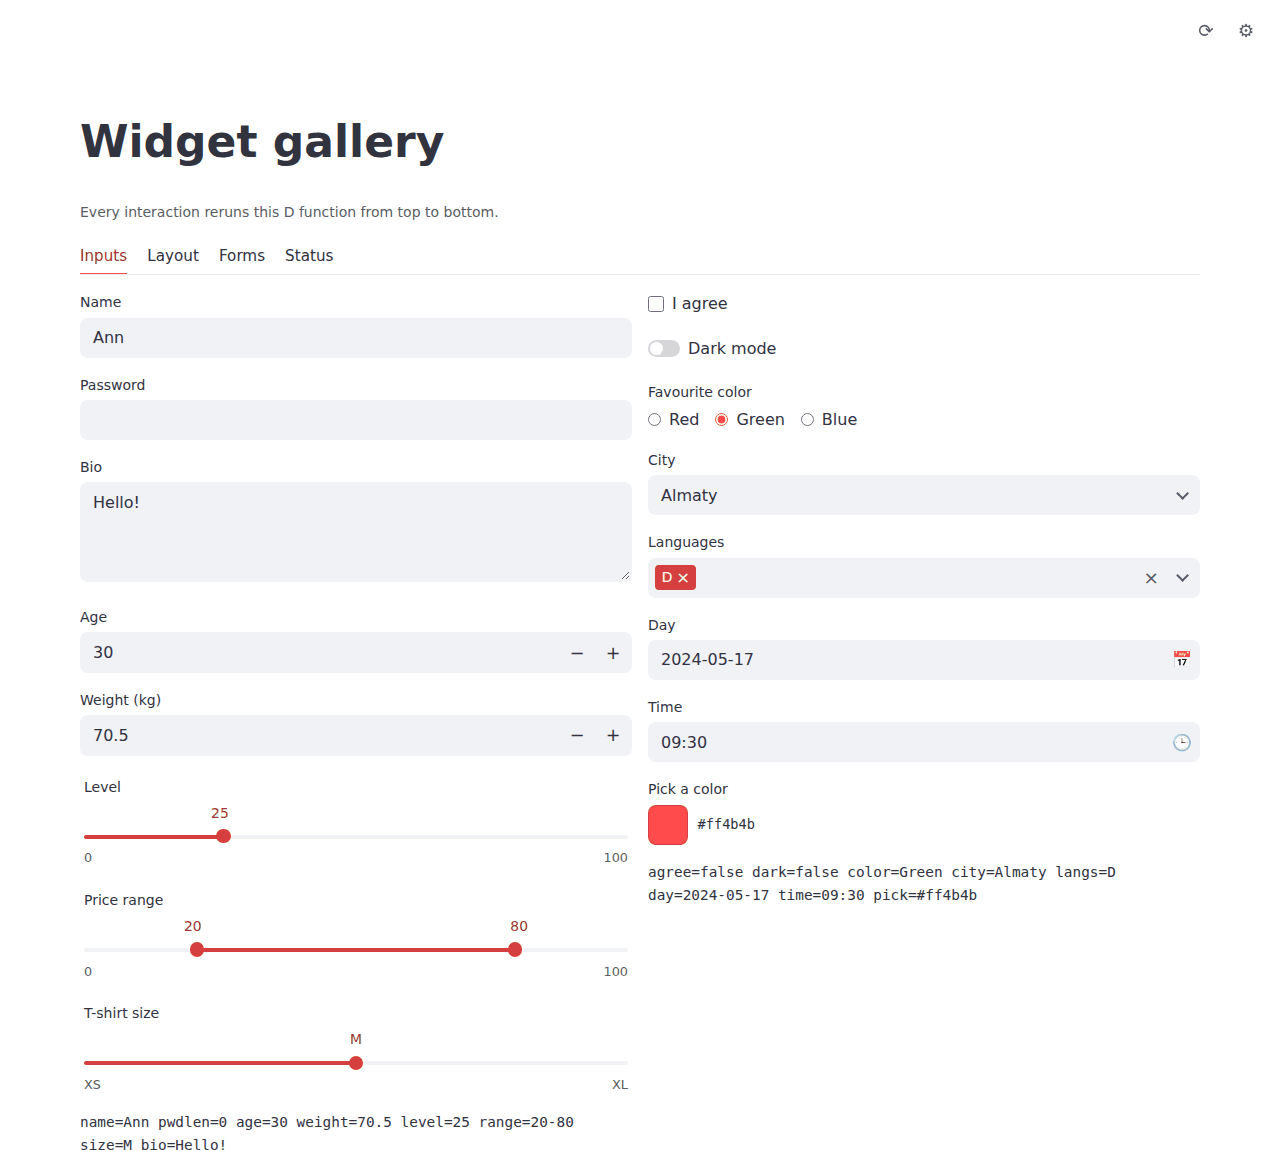 Widget gallery
Every interaction reruns this D function from top to bottom.
Inputs Layout Forms Status
Name
Ann
Password
Bio
Hello!
Age
30
Weight (kg)
70.5
Level
25
0 100
Price range
20 80
0 100
T-shirt size
M
XS XL
name=Ann pwdlen=0 age=30 weight=70.5 level=25 range=20-80
size=M bio=Hello!
I agree
Dark mode
Favourite color
Red Green Blue
City
Almaty
Languages
D
Day
2024-05-17
Time
09:30
Pick a color
#ff4b4b
agree=false dark=false color=Green city=Almaty langs=D
day=2024-05-17 time=09:30 pick=#ff4b4b